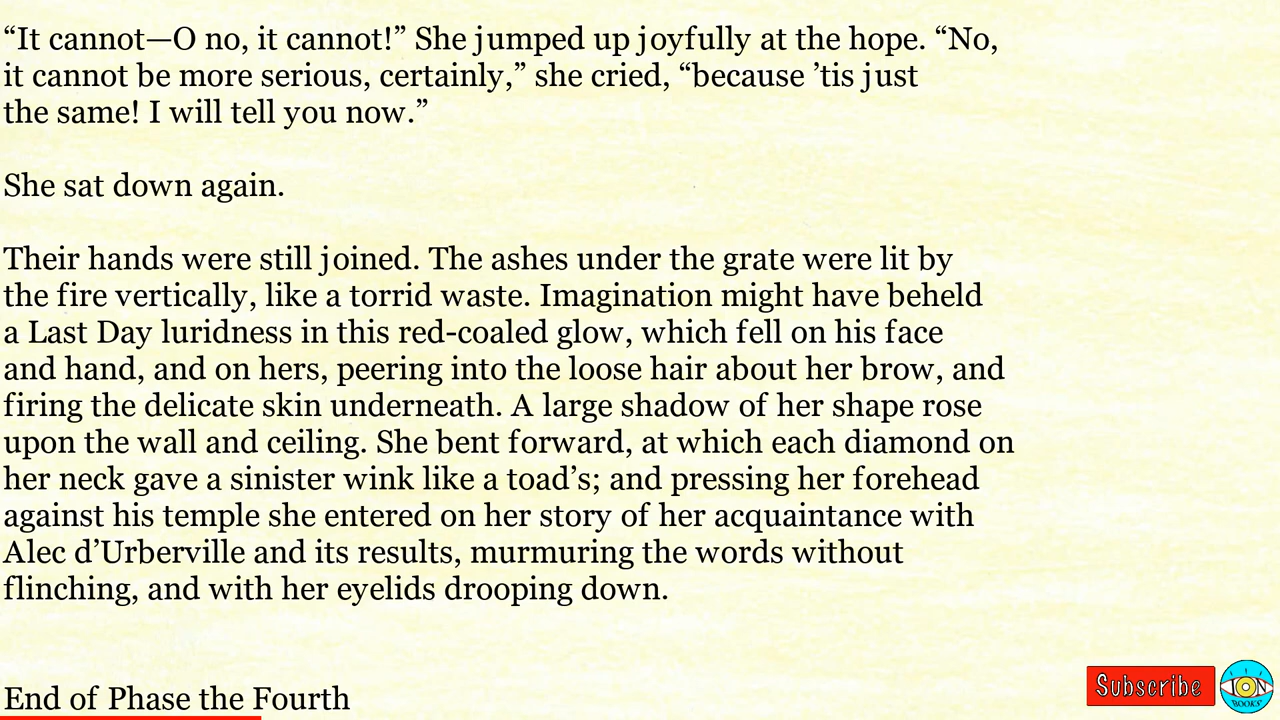 “It cannot—O no, it cannot!” She jumped up joyfully at the hope. “No,
it cannot be more serious, certainly,” she cried, “because ’tis just
the same! I will tell you now.”
She sat down again.
Their hands were still joined. The ashes under the grate were lit by
the fire vertically, like a torrid waste. Imagination might have beheld
a Last Day luridness in this red-coaled glow, which fell on his face
and hand, and on hers, peering into the loose hair about her brow, and
firing the delicate skin underneath. A large shadow of her shape rose
upon the wall and ceiling. She bent forward, at which each diamond on
her neck gave a sinister wink like a toad’s; and pressing her forehead
against his temple she entered on her story of her acquaintance with
Alec d’Urberville and its results, murmuring the words without
flinching, and with her eyelids drooping down.
End of Phase the Fourth
Subscribe
ION
BOOKS